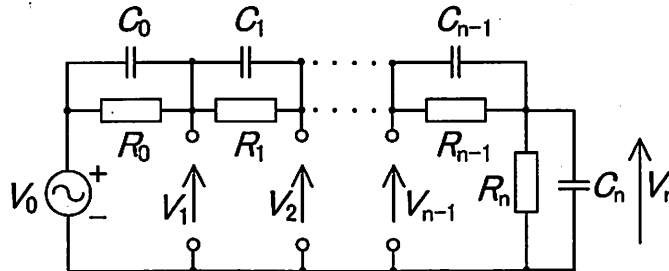 C0 C1 Cn-1
R0 R1 Rn-1
V0 + − V1 V2 Vn-1 Rn Cn Vn